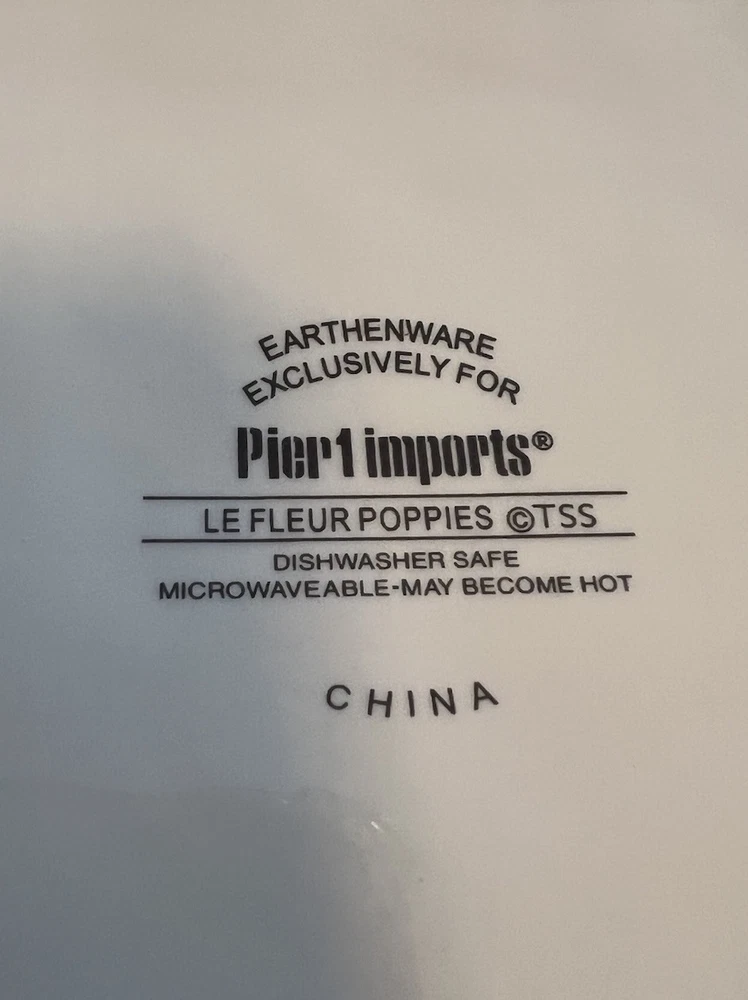 EARTHENWARE
EXCLUSIVELY FOR
Pier1 imports®
LE FLEUR POPPIES ©TSS
DISHWASHER SAFE
MICROWAVEABLE-MAY BECOME HOT
CHINA